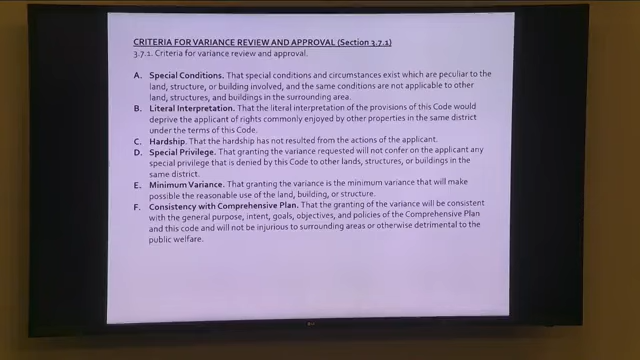 CRITERIA FOR VARIANCE REVIEW AND APPROVAL (Section 3.7.1)
3.7.1. Criteria for variance review and approval.
A. Special Conditions. That special conditions and circumstances exist which are peculiar to the
land, structure, or building involved, and the same conditions are not applicable to other
land, structures, and buildings in the surrounding area.
B. Literal Interpretation. That the literal interpretation of the provisions of this Code would
deprive the applicant of rights commonly enjoyed by other properties in the same district
under the terms of this Code.
C. Hardship. That the hardship has not resulted from the actions of the applicant.
D. Special Privilege. That granting the variance requested will not confer on the applicant any
special privilege that is denied by this Code to other lands, structures, or buildings in the
same district.
E. Minimum Variance. That granting the variance is the minimum variance that will make
possible the reasonable use of the land, building, or structure.
F. Consistency with Comprehensive Plan. That the granting of the variance will be consistent
with the general purpose, intent, goals, objectives, and policies of the Comprehensive Plan
and this code and will not be injurious to surrounding areas or otherwise detrimental to the
public welfare.
LG